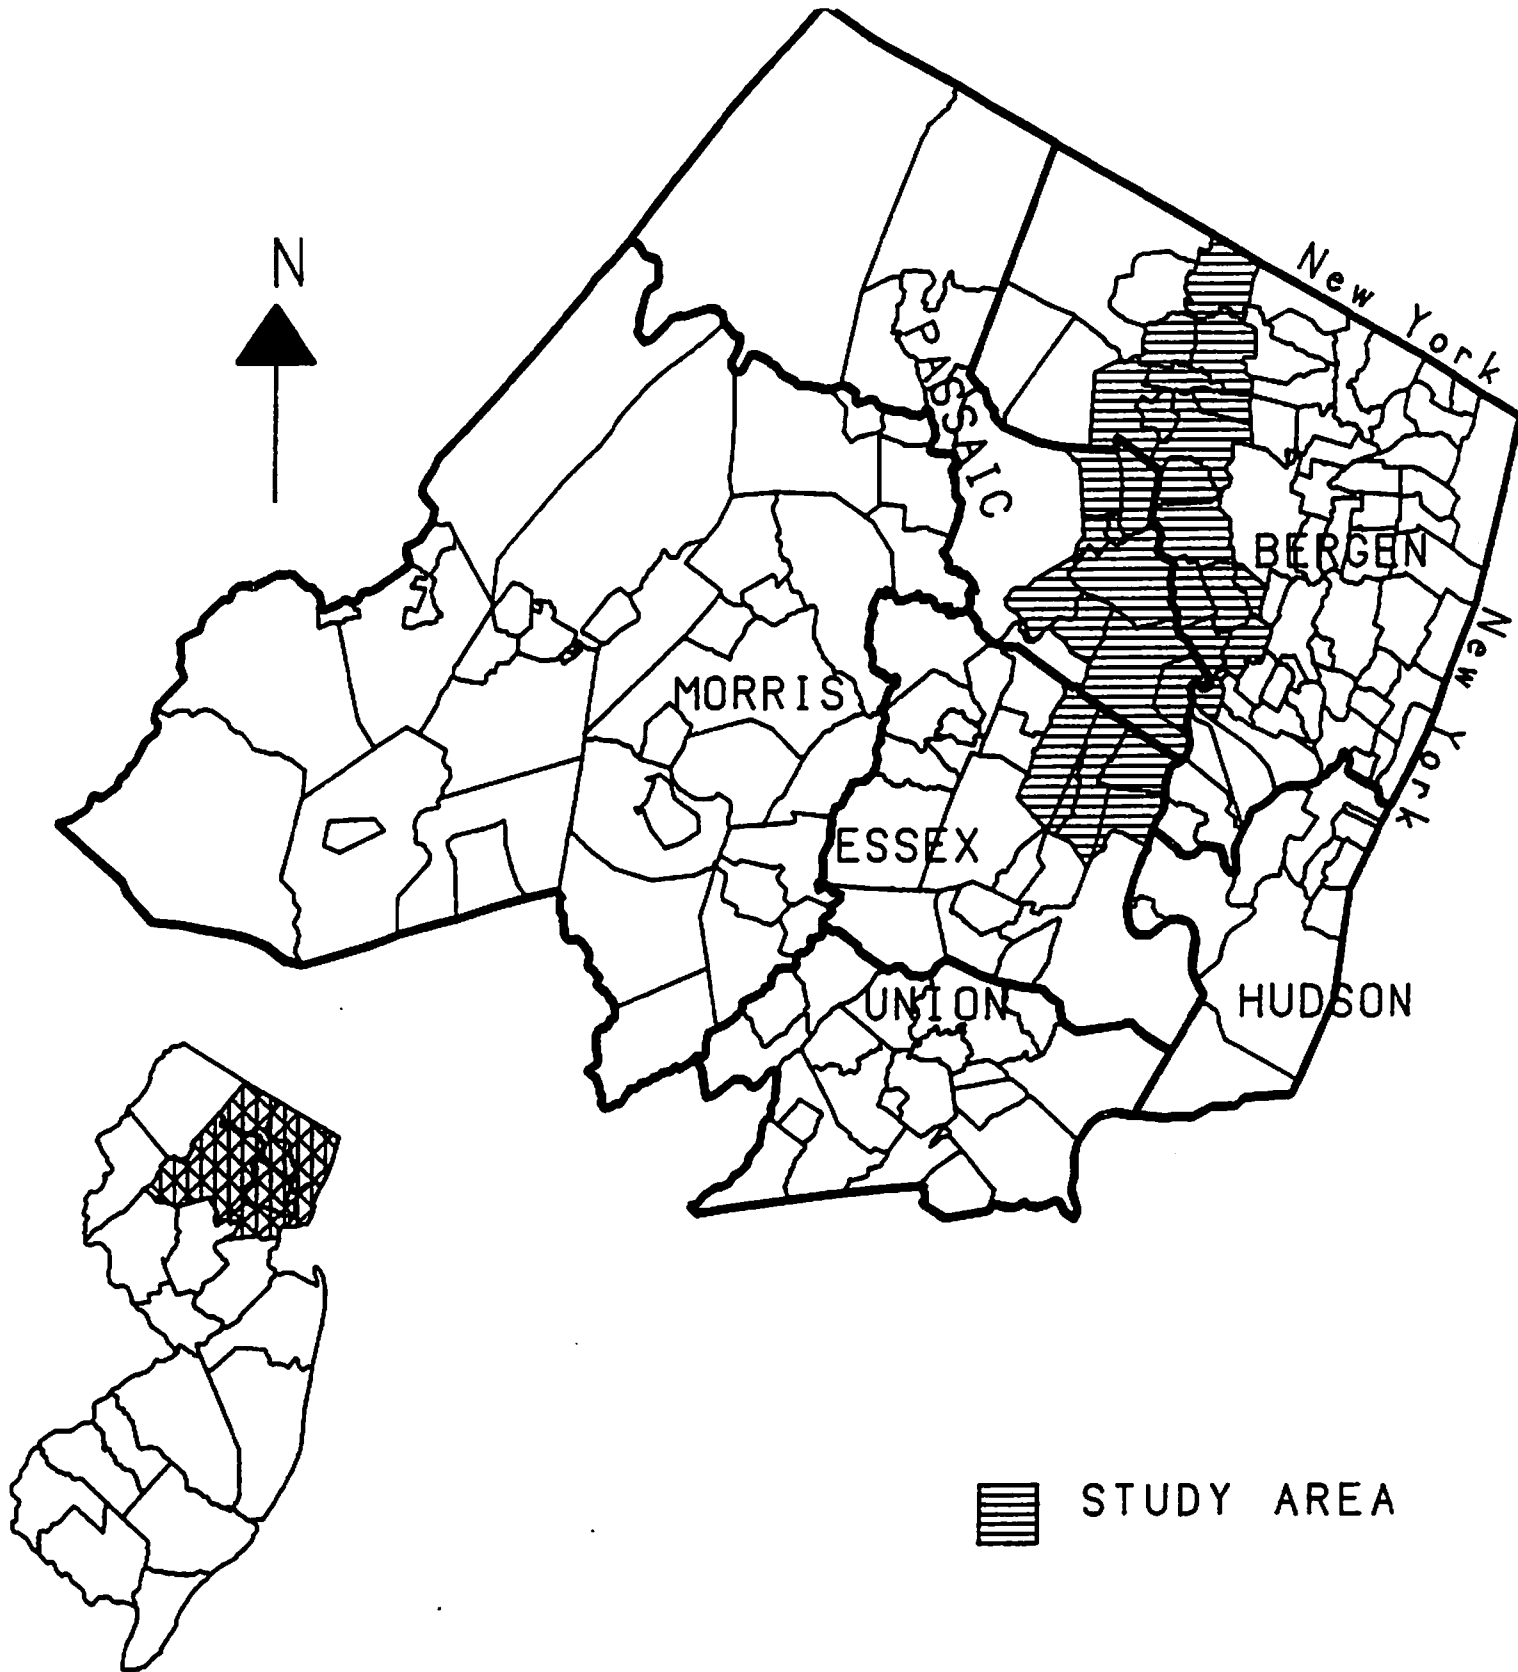 N
New York
PASSAIC
BERGEN
New York
MORRIS
ESSEX
UNION
HUDSON
STUDY AREA